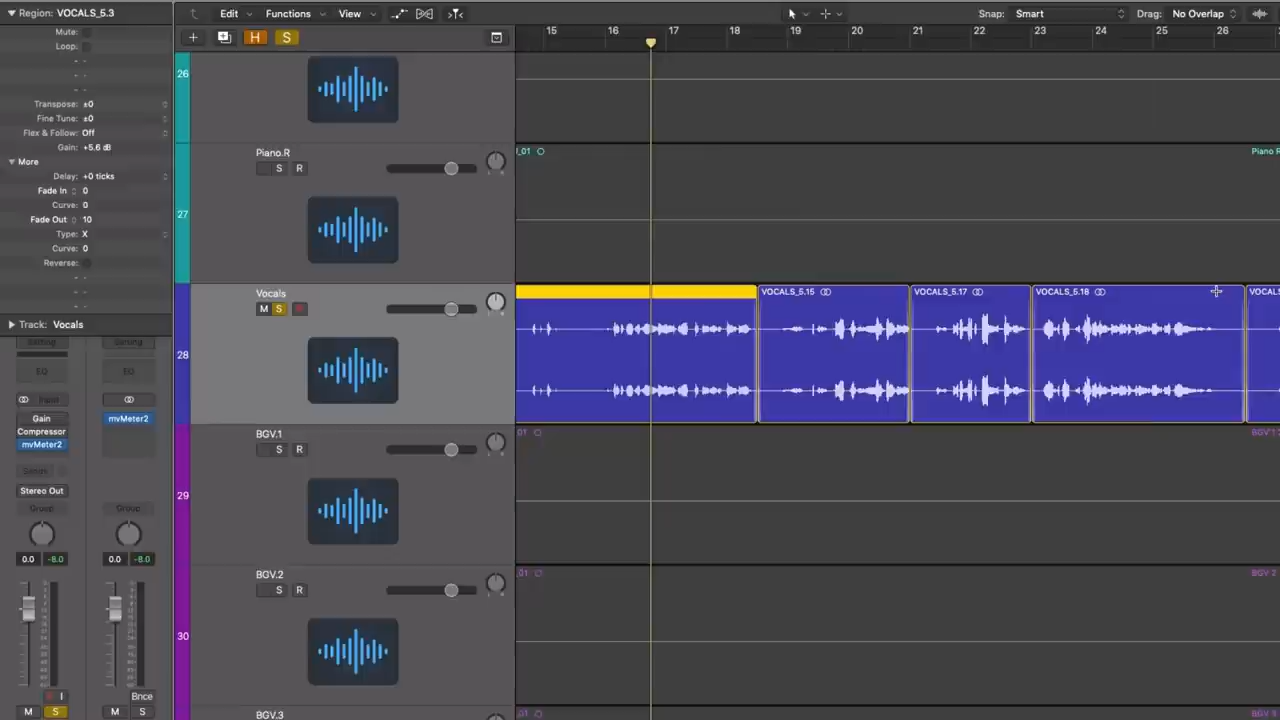 Region: VOCALS_5.3
Mute:
Loop:
Transpose: ±0
Fine Tune: ±0
Flex & Follow: Off
Gain: +5.6 dB
More
Delay: +0 ticks
Fade In 0
Curve: 0
Fade Out 10
Type: X
Curve: 0
Reverse:
Track: Vocals
Setting
EQ EQ
Input
Gain mvMeter2
Compressor
mvMeter2
Sends
Stereo Out
Group Group
0.0 -8.0 0.0 -8.0
I Bnce
M S M S
Edit Functions View Snap: Smart Drag: No Overlap
H S
15 16 17 18 19 20 21 22 23 24 25 26
26
Piano.R
S R
27
_01 Piano R
Vocals
M S
28
VOCALS_5.15 VOCALS_5.17 VOCALS_5.18 VOCALS
BGV.1
S R
29
01
BGV.2
S R
30
_01 BGV 2
BGV.3
_01